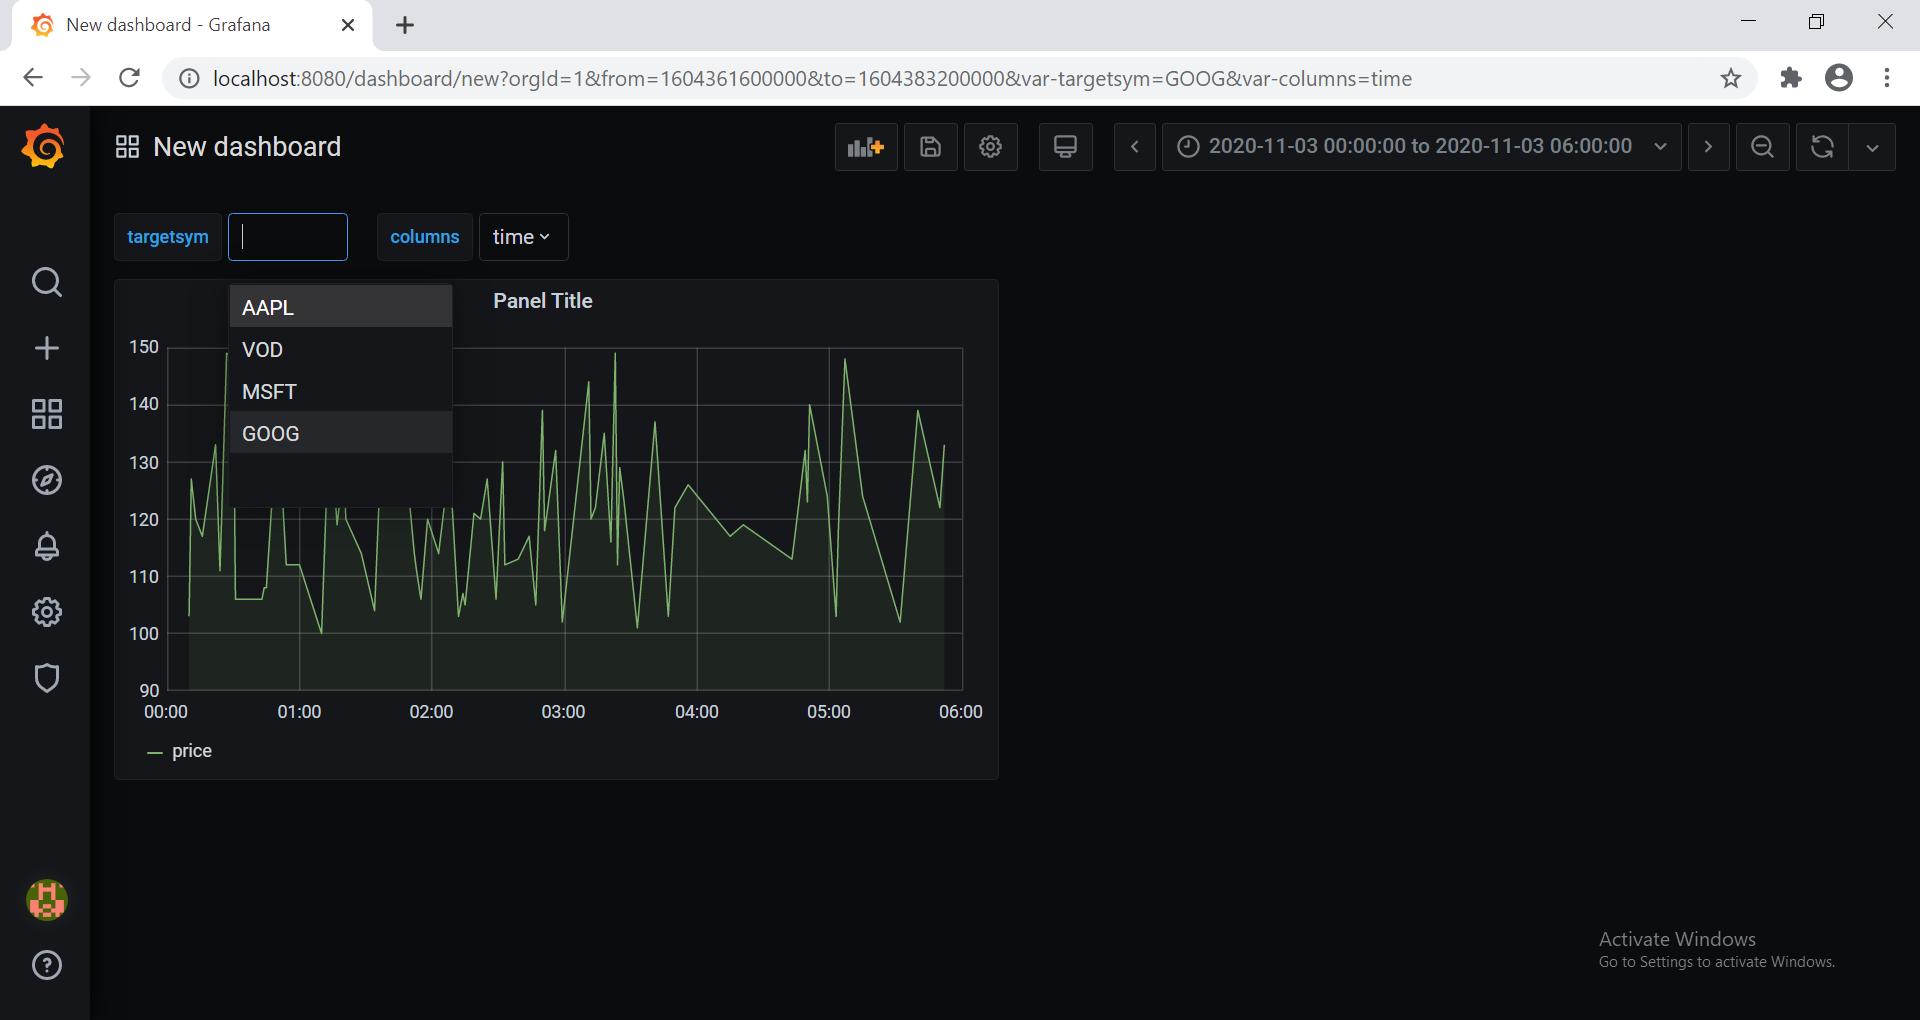 New dashboard - Grafana
localhost:8080/dashboard/new?orgId=1&from=1604361600000&to=1604383200000&var-targetsym=GOOG&var-columns=time
New dashboard
2020-11-03 00:00:00 to 2020-11-03 06:00:00
targetsym
columns
time
Panel Title
AAPL
VOD
MSFT
GOOG
150
140
130
120
110
100
90
00:00 01:00 02:00 03:00 04:00 05:00 06:00
price
Activate Windows
Go to Settings to activate Windows.